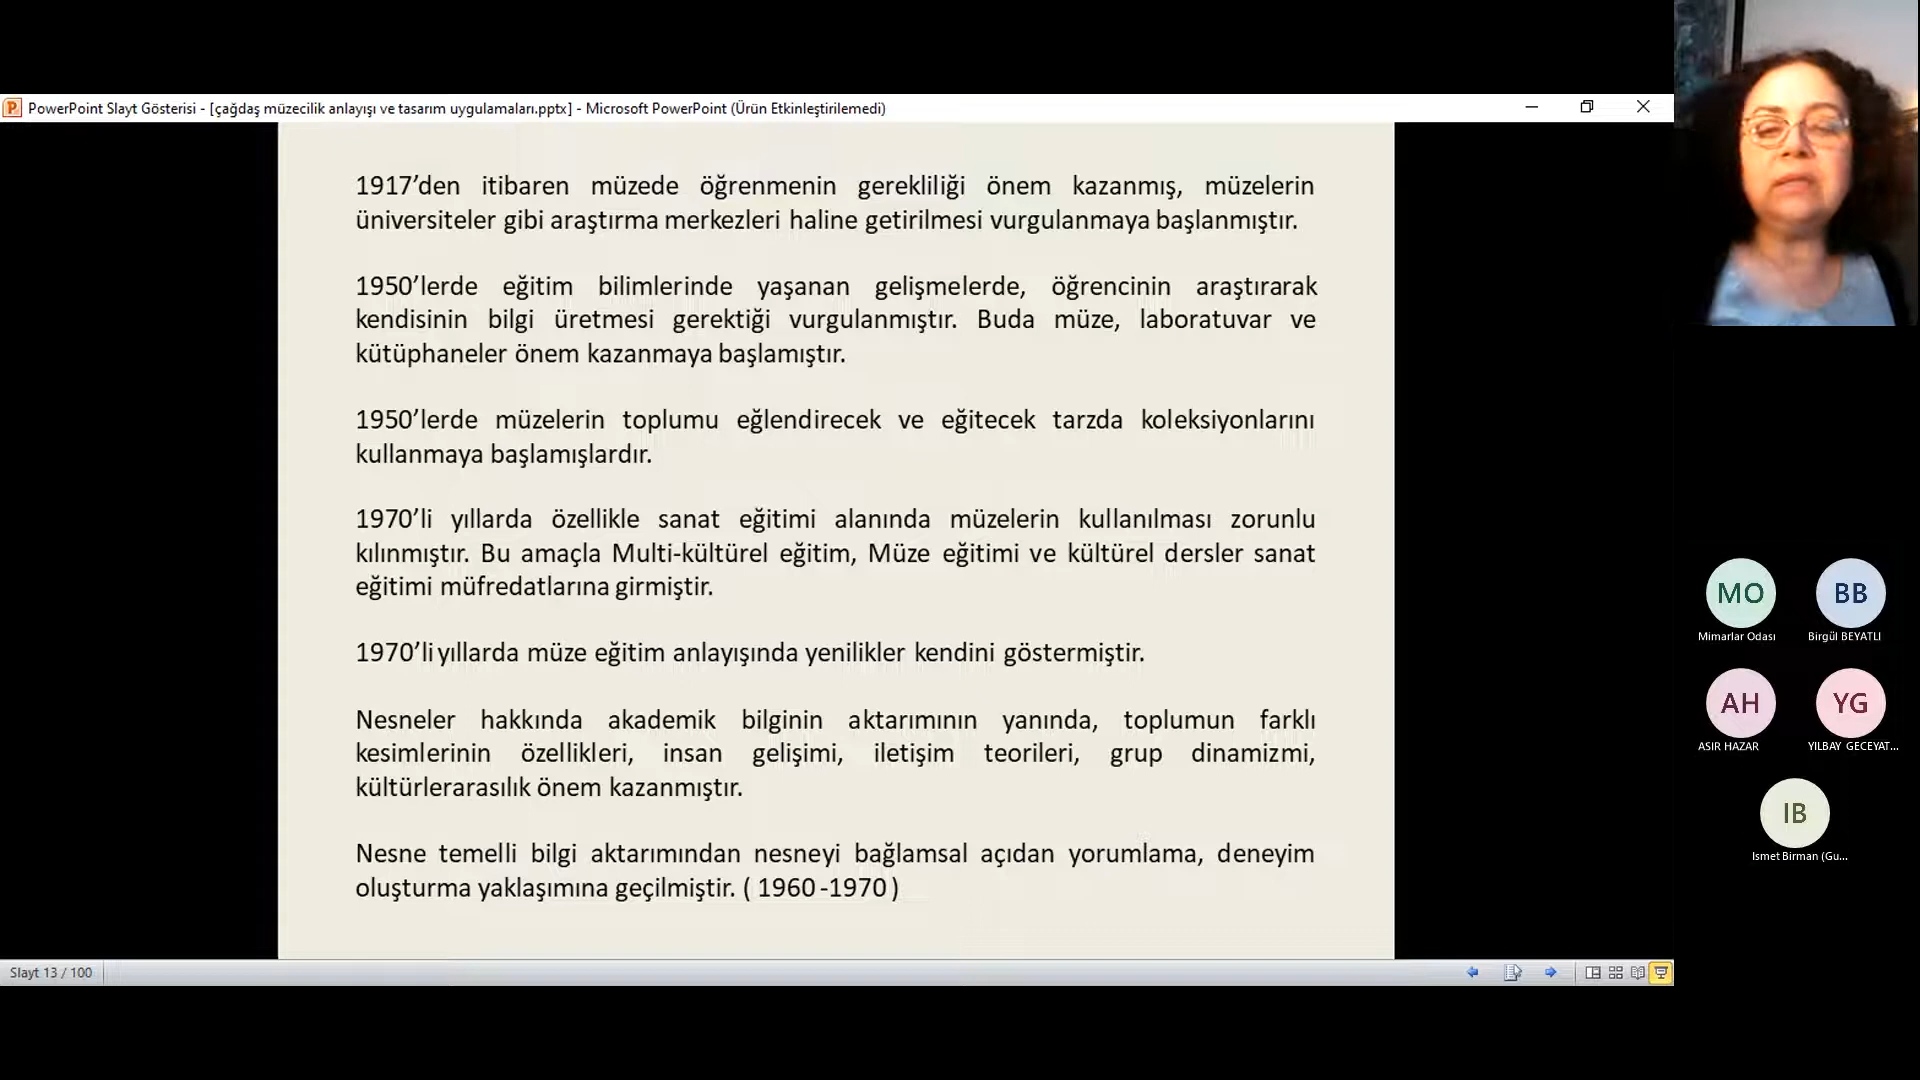 PowerPoint Slayt Gösterisi - [çağdaş müzecilik anlayışı ve tasarım uygulamaları.pptx] - Microsoft PowerPoint (Ürün Etkinleştirilemedi)
1917’den itibaren müzede öğrenmenin gerekliliği önem kazanmış, müzelerin
üniversiteler gibi araştırma merkezleri haline getirilmesi vurgulanmaya başlanmıştır.
1950’lerde eğitim bilimlerinde yaşanan gelişmelerde, öğrencinin araştırarak
kendisinin bilgi üretmesi gerektiği vurgulanmıştır. Buda müze, laboratuvar ve
kütüphaneler önem kazanmaya başlamıştır.
1950’lerde müzelerin toplumu eğlendirecek ve eğitecek tarzda koleksiyonlarını
kullanmaya başlamışlardır.
1970’li yıllarda özellikle sanat eğitimi alanında müzelerin kullanılması zorunlu
kılınmıştır. Bu amaçla Multi-kültürel eğitim, Müze eğitimi ve kültürel dersler sanat
eğitimi müfredatlarına girmiştir.
1970’li yıllarda müze eğitim anlayışında yenilikler kendini göstermiştir.
Nesneler hakkında akademik bilginin aktarımının yanında, toplumun farklı
kesimlerinin özellikleri, insan gelişimi, iletişim teorileri, grup dinamizmi,
kültürlerarasılık önem kazanmıştır.
Nesne temelli bilgi aktarımından nesneyi bağlamsal açıdan yorumlama, deneyim
oluşturma yaklaşımına geçilmiştir. ( 1960 -1970 )
Slayt 13 / 100
MO
Mimarlar Odası
BB
Birgül BEYATLI
AH
ASIR HAZAR
YG
YILBAY GECEYAT...
IB
Ismet Birman (Gu...